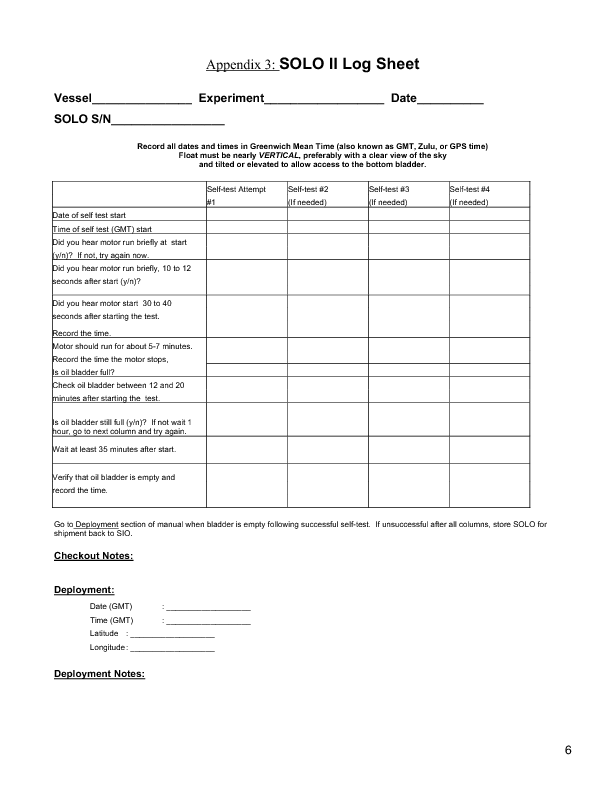 Appendix 3: SOLO II Log Sheet
Vessel_______________ Experiment__________________ Date__________
SOLO S/N_________________
Record all dates and times in Greenwich Mean Time (also known as GMT, Zulu, or GPS time)
Float must be nearly VERTICAL, preferably with a clear view of the sky
and tilted or elevated to allow access to the bottom bladder.
Self-test Attempt Self-test #2 Self-test #3 Self-test #4
#1 (If needed) (If needed) (If needed)
Date of self test start
Time of self test (GMT) start
Did you hear motor run briefly at start
(y/n)? If not, try again now.
Did you hear motor run briefly, 10 to 12
seconds after start (y/n)?
Did you hear motor start 30 to 40
seconds after starting the test.
Record the time.
Motor should run for about 5-7 minutes.
Record the time the motor stops,
Is oil bladder full?
Check oil bladder between 12 and 20
minutes after starting the test.
Is oil bladder still full (y/n)? If not wait 1
hour, go to next column and try again.
Wait at least 35 minutes after start.
Verify that oil bladder is empty and
record the time.
Go to Deployment section of manual when bladder is empty following successful self-test. If unsuccessful after all columns, store SOLO for
shipment back to SIO.
Checkout Notes:
Deployment:
Date (GMT) : ___________________
Time (GMT) : ___________________
Latitude : ___________________
Longitude : ___________________
Deployment Notes:
6